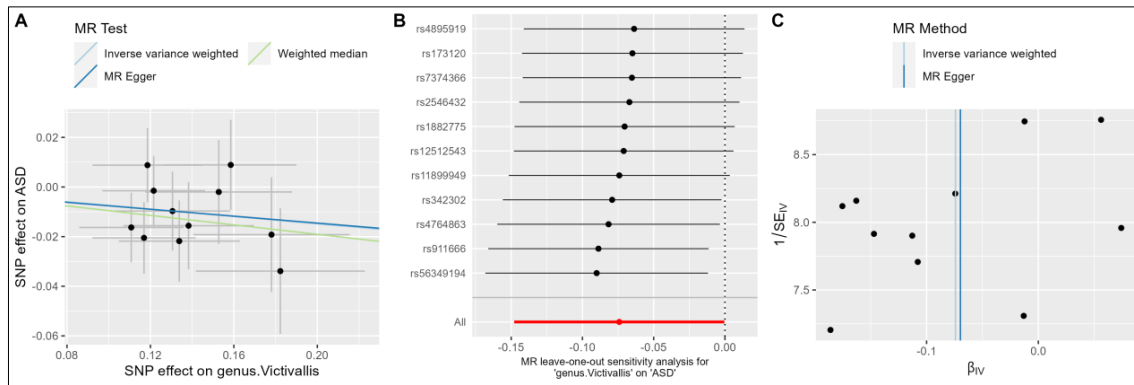 A
MR Test
Inverse variance weighted
Weighted median
MR Egger
0.02
0.00
-0.02
-0.04
-0.06
0.08
0.12
0.16
0.20
SNP effect on genus.Victivallis
SNP effect on ASD
B
rs4895919
rs173120
rs7374366
rs2546432
rs1882775
rs12512543
rs11899949
rs342302
rs4764863
rs911666
rs56349194
All
-0.15
-0.10
-0.05
0.00
MR leave-one-out sensitivity analysis for
'genus.Victivallis' on 'ASD'
C
MR Method
Inverse variance weighted
MR Egger
8.5
8.0
7.5
-0.1
0.0
βIV
1/SEIV